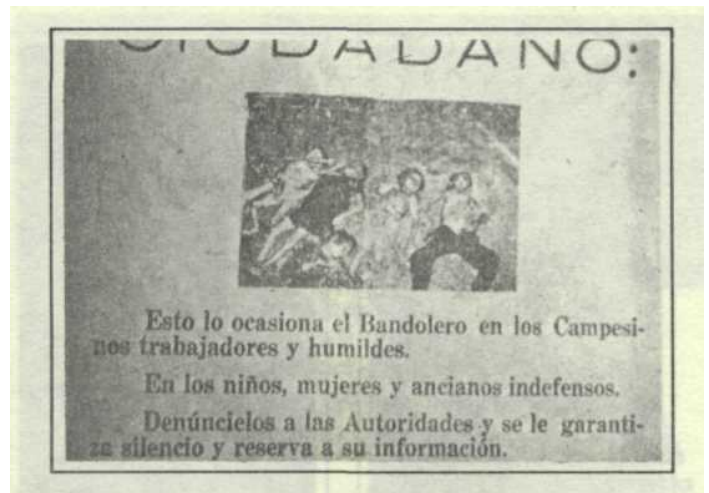 CIUDADANO:
Esto lo ocasiona el Bandolero en los Campesi-
nos trabajadores y humildes.
En los niños, mujeres y ancianos indefensos.
Denúncielos a las Autoridades y se le garanti-
za silencio y reserva a su información.